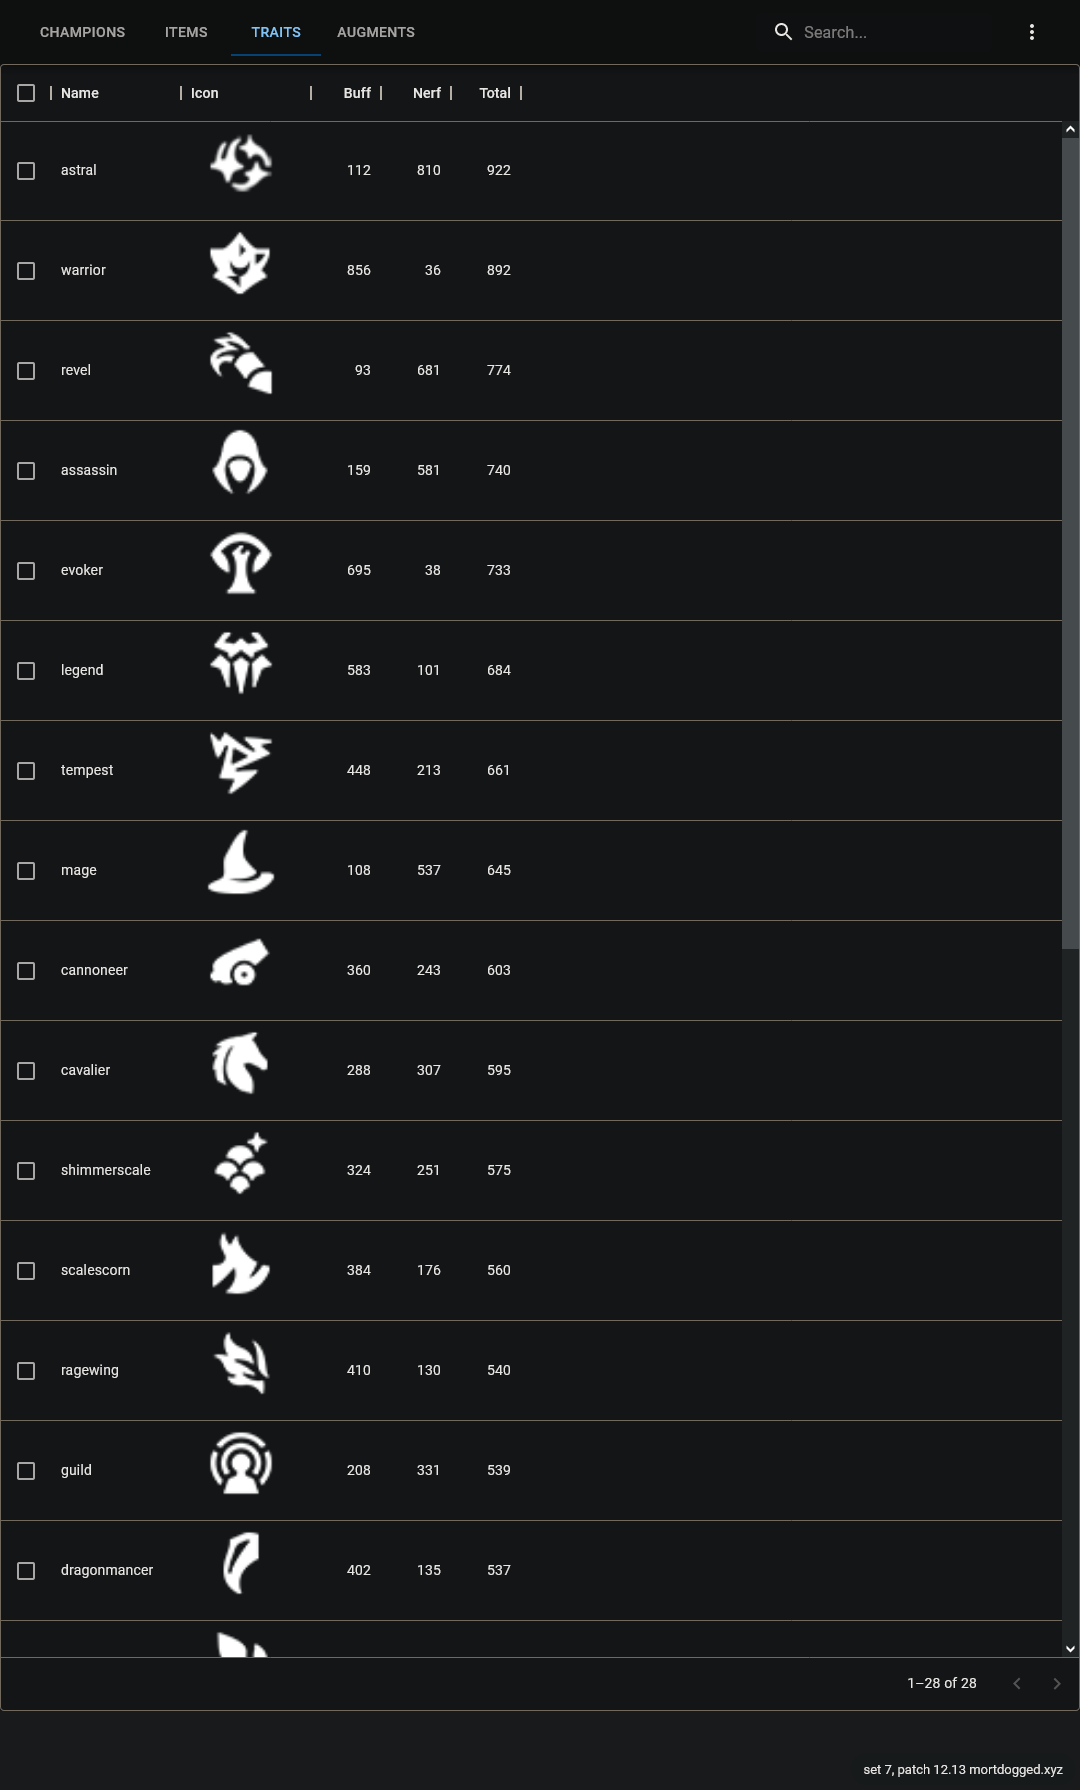 CHAMPIONS ITEMS TRAITS AUGMENTS Search...
Name Icon Buff Nerf Total
astral 112 810 922
warrior 856 36 892
revel 93 681 774
assassin 159 581 740
evoker 695 38 733
legend 583 101 684
tempest 448 213 661
mage 108 537 645
cannoneer 360 243 603
cavalier 288 307 595
shimmerscale 324 251 575
scalescorn 384 176 560
ragewing 410 130 540
guild 208 331 539
dragonmancer 402 135 537
1–28 of 28
set 7, patch 12.13 mortdogged.xyz